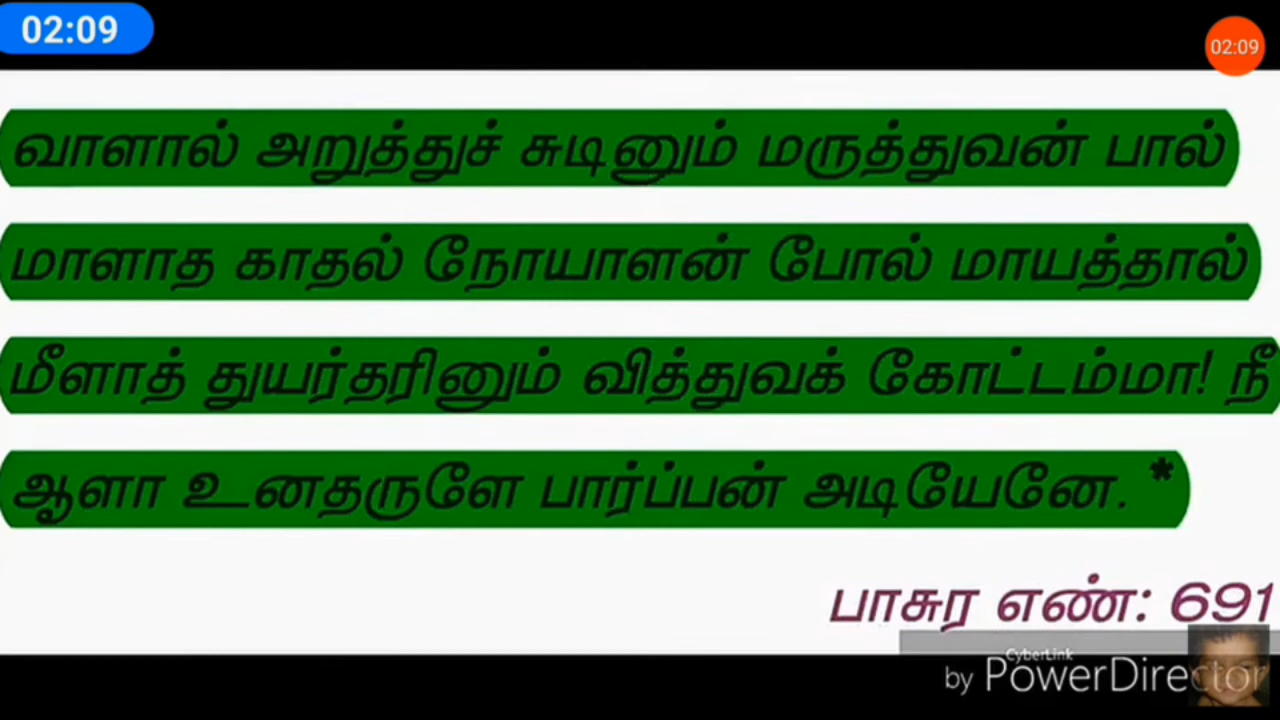 02:09
02:09
வாளால் அறுத்துச் சுடினும் மருத்துவன் பால்
மாளாத காதல் நோயாளன் போல் மாயத்தால்
மீளாத் துயர்தரினும் வித்துவக் கோட்டம்மா! நீ
ஆளா உனதருளே பார்ப்பன் அடியேனே. *
பாசுர எண்: 691
CyberLink
by PowerDirector